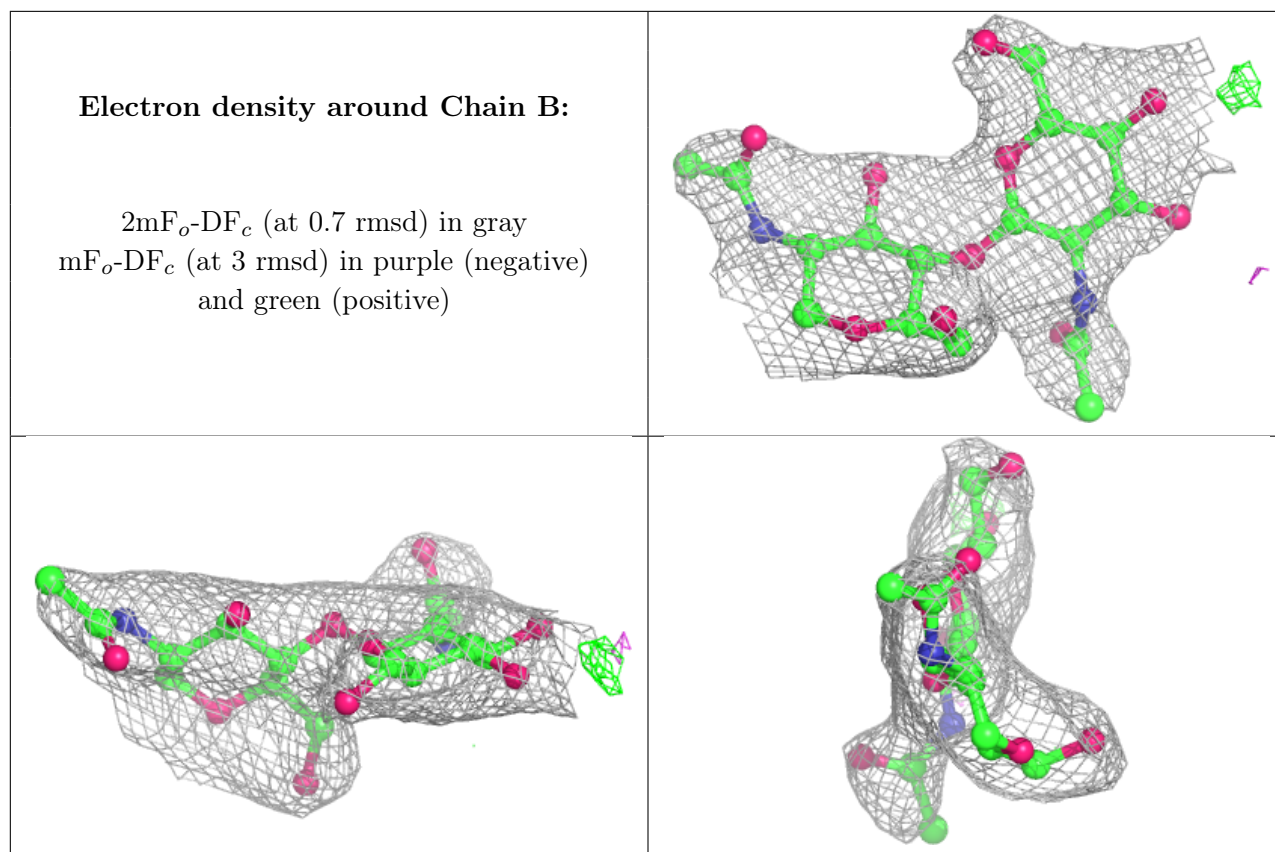 Electron density around Chain B:
2mFo-DFc (at 0.7 rmsd) in gray
mFo-DFc (at 3 rmsd) in purple (negative)
and green (positive)